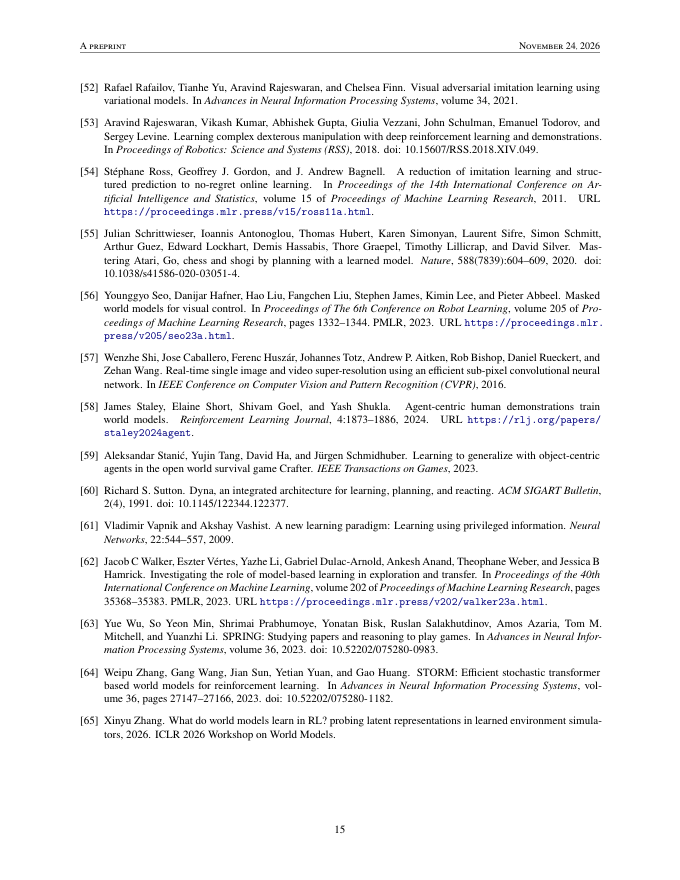 A PREPRINT NOVEMBER 24, 2026
[52] Rafael Rafailov, Tianhe Yu, Aravind Rajeswaran, and Chelsea Finn. Visual adversarial imitation learning using
variational models. In Advances in Neural Information Processing Systems, volume 34, 2021.
[53] Aravind Rajeswaran, Vikash Kumar, Abhishek Gupta, Giulia Vezzani, John Schulman, Emanuel Todorov, and
Sergey Levine. Learning complex dexterous manipulation with deep reinforcement learning and demonstrations.
In Proceedings of Robotics: Science and Systems (RSS), 2018. doi: 10.15607/RSS.2018.XIV.049.
[54] Stéphane Ross, Geoffrey J. Gordon, and J. Andrew Bagnell. A reduction of imitation learning and struc-
tured prediction to no-regret online learning. In Proceedings of the 14th International Conference on Ar-
tificial Intelligence and Statistics, volume 15 of Proceedings of Machine Learning Research, 2011. URL
https://proceedings.mlr.press/v15/ross11a.html.
[55] Julian Schrittwieser, Ioannis Antonoglou, Thomas Hubert, Karen Simonyan, Laurent Sifre, Simon Schmitt,
Arthur Guez, Edward Lockhart, Demis Hassabis, Thore Graepel, Timothy Lillicrap, and David Silver. Mas-
tering Atari, Go, chess and shogi by planning with a learned model. Nature, 588(7839):604–609, 2020. doi:
10.1038/s41586-020-03051-4.
[56] Younggyo Seo, Danijar Hafner, Hao Liu, Fangchen Liu, Stephen James, Kimin Lee, and Pieter Abbeel. Masked
world models for visual control. In Proceedings of The 6th Conference on Robot Learning, volume 205 of Pro-
ceedings of Machine Learning Research, pages 1332–1344. PMLR, 2023. URL https://proceedings.mlr.
press/v205/seo23a.html.
[57] Wenzhe Shi, Jose Caballero, Ferenc Huszár, Johannes Totz, Andrew P. Aitken, Rob Bishop, Daniel Rueckert, and
Zehan Wang. Real-time single image and video super-resolution using an efficient sub-pixel convolutional neural
network. In IEEE Conference on Computer Vision and Pattern Recognition (CVPR), 2016.
[58] James Staley, Elaine Short, Shivam Goel, and Yash Shukla. Agent-centric human demonstrations train
world models. Reinforcement Learning Journal, 4:1873–1886, 2024. URL https://rlj.org/papers/
staley2024agent.
[59] Aleksandar Stanić, Yujin Tang, David Ha, and Jürgen Schmidhuber. Learning to generalize with object-centric
agents in the open world survival game Crafter. IEEE Transactions on Games, 2023.
[60] Richard S. Sutton. Dyna, an integrated architecture for learning, planning, and reacting. ACM SIGART Bulletin,
2(4), 1991. doi: 10.1145/122344.122377.
[61] Vladimir Vapnik and Akshay Vashist. A new learning paradigm: Learning using privileged information. Neural
Networks, 22:544–557, 2009.
[62] Jacob C Walker, Eszter Vértes, Yazhe Li, Gabriel Dulac-Arnold, Ankesh Anand, Theophane Weber, and Jessica B
Hamrick. Investigating the role of model-based learning in exploration and transfer. In Proceedings of the 40th
International Conference on Machine Learning, volume 202 of Proceedings of Machine Learning Research, pages
35368–35383. PMLR, 2023. URL https://proceedings.mlr.press/v202/walker23a.html.
[63] Yue Wu, So Yeon Min, Shrimai Prabhumoye, Yonatan Bisk, Ruslan Salakhutdinov, Amos Azaria, Tom M.
Mitchell, and Yuanzhi Li. SPRING: Studying papers and reasoning to play games. In Advances in Neural Infor-
mation Processing Systems, volume 36, 2023. doi: 10.52202/075280-0983.
[64] Weipu Zhang, Gang Wang, Jian Sun, Yetian Yuan, and Gao Huang. STORM: Efficient stochastic transformer
based world models for reinforcement learning. In Advances in Neural Information Processing Systems, vol-
ume 36, pages 27147–27166, 2023. doi: 10.52202/075280-1182.
[65] Xinyu Zhang. What do world models learn in RL? probing latent representations in learned environment simula-
tors, 2026. ICLR 2026 Workshop on World Models.
15